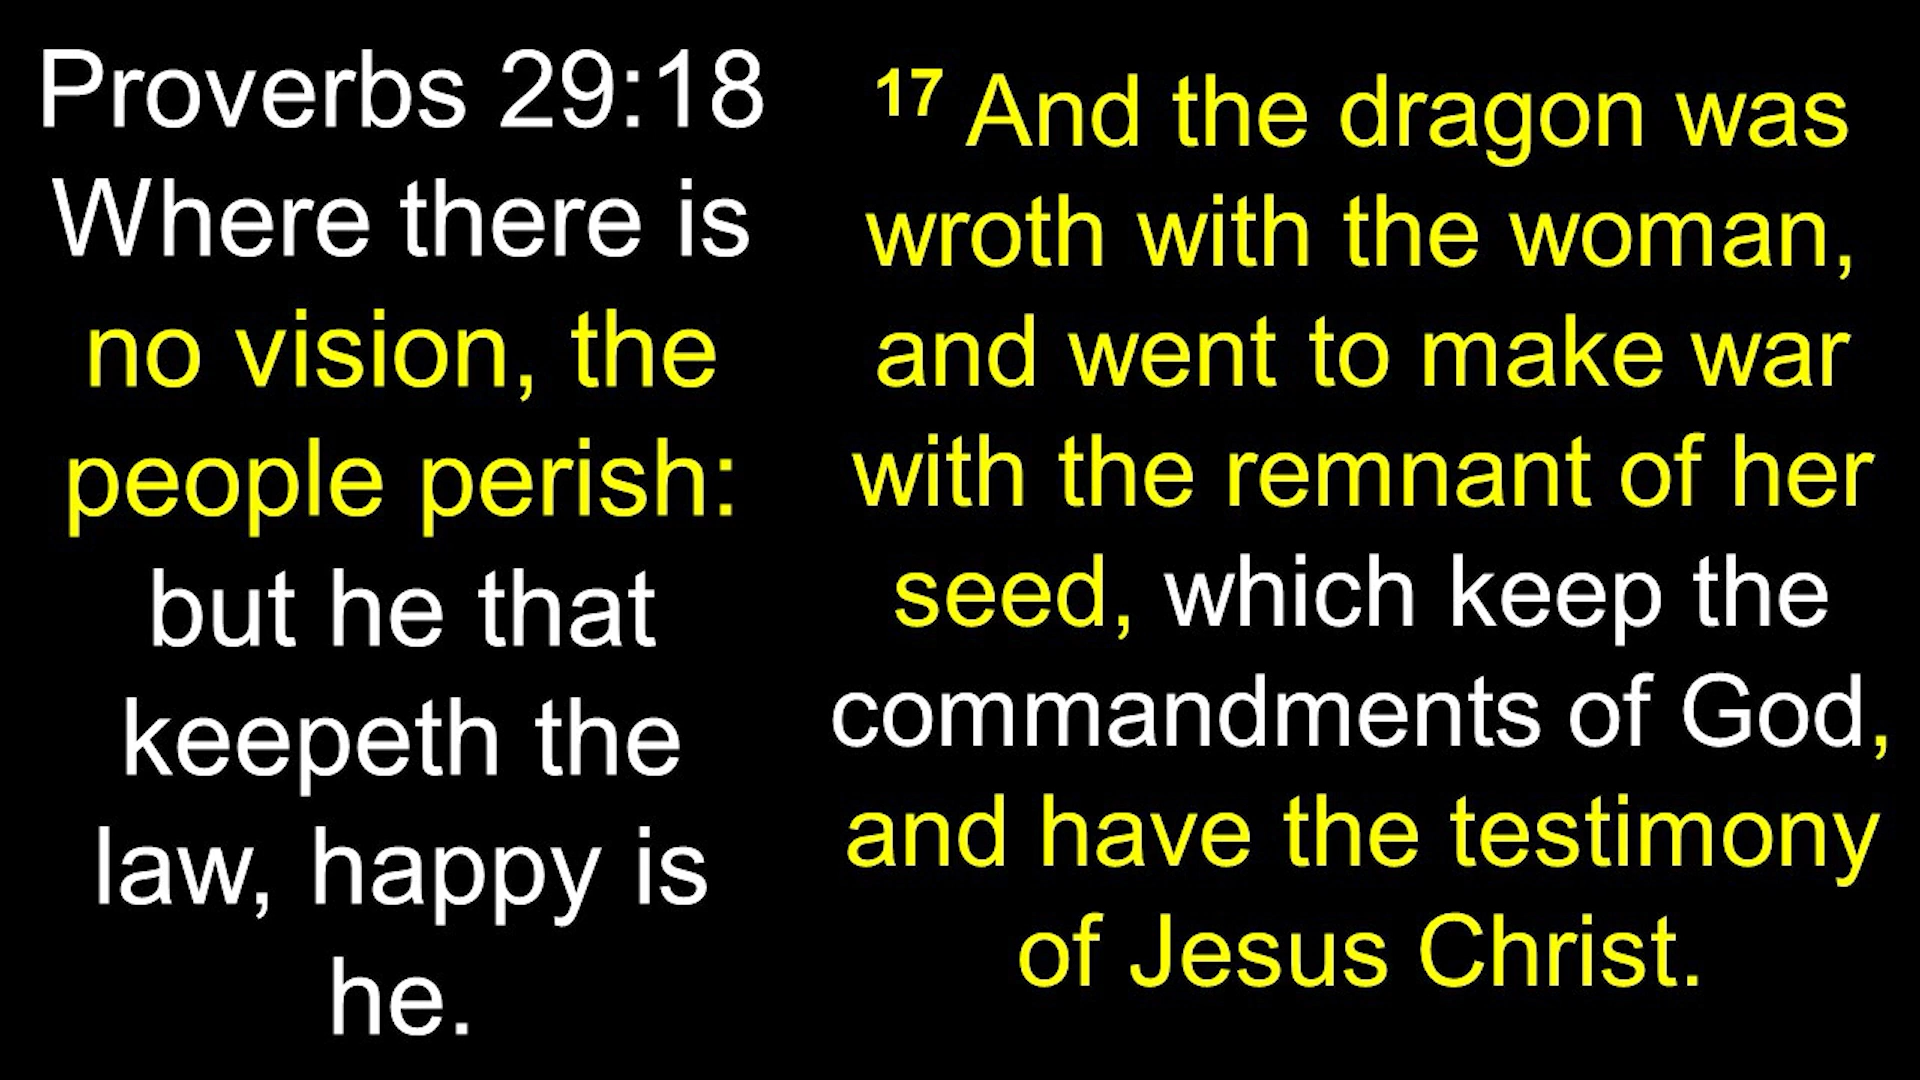 Proverbs 29:18
Where there is
no vision, the
people perish:
but he that
keepeth the
law, happy is
he.
17 And the dragon was
wroth with the woman,
and went to make war
with the remnant of her
seed, which keep the
commandments of God,
and have the testimony
of Jesus Christ.